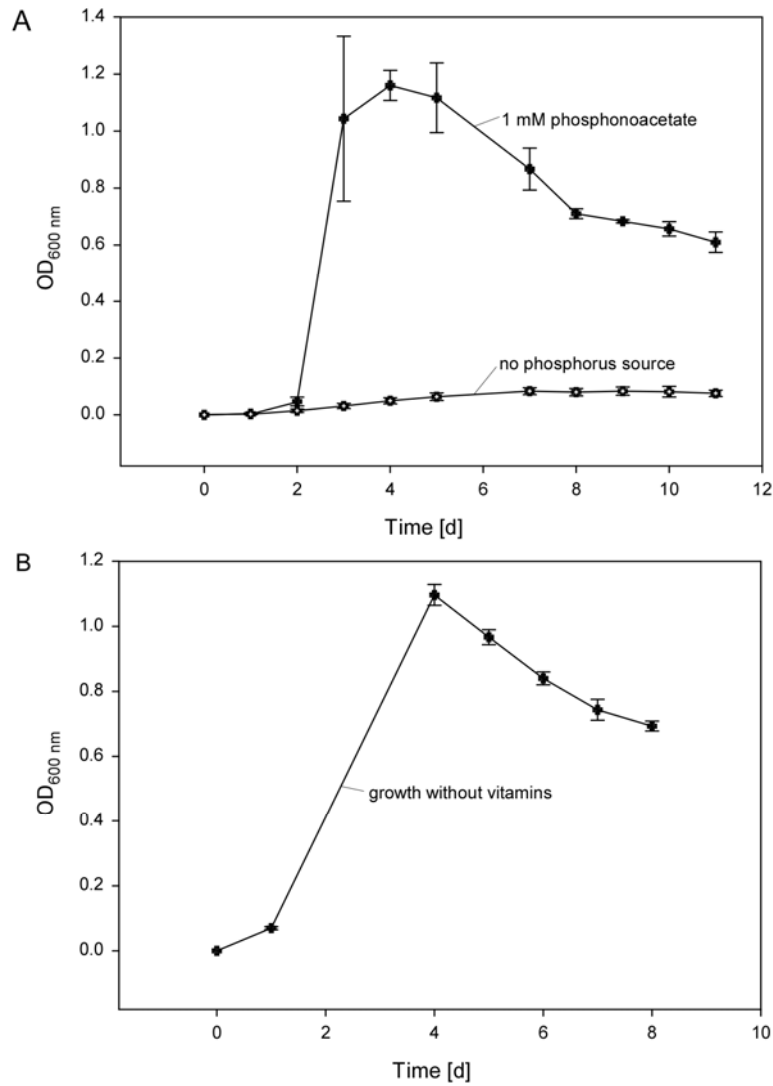 A
1.4
1.2
1.0
0.8
0.6
0.4
0.2
0.0
OD600 nm
1 mM phosphonoacetate
no phosphorus source
0 2 4 6 8 10 12
Time [d]
B
1.2
1.0
0.8
0.6
0.4
0.2
0.0
OD600 nm
growth without vitamins
0 2 4 6 8 10
Time [d]